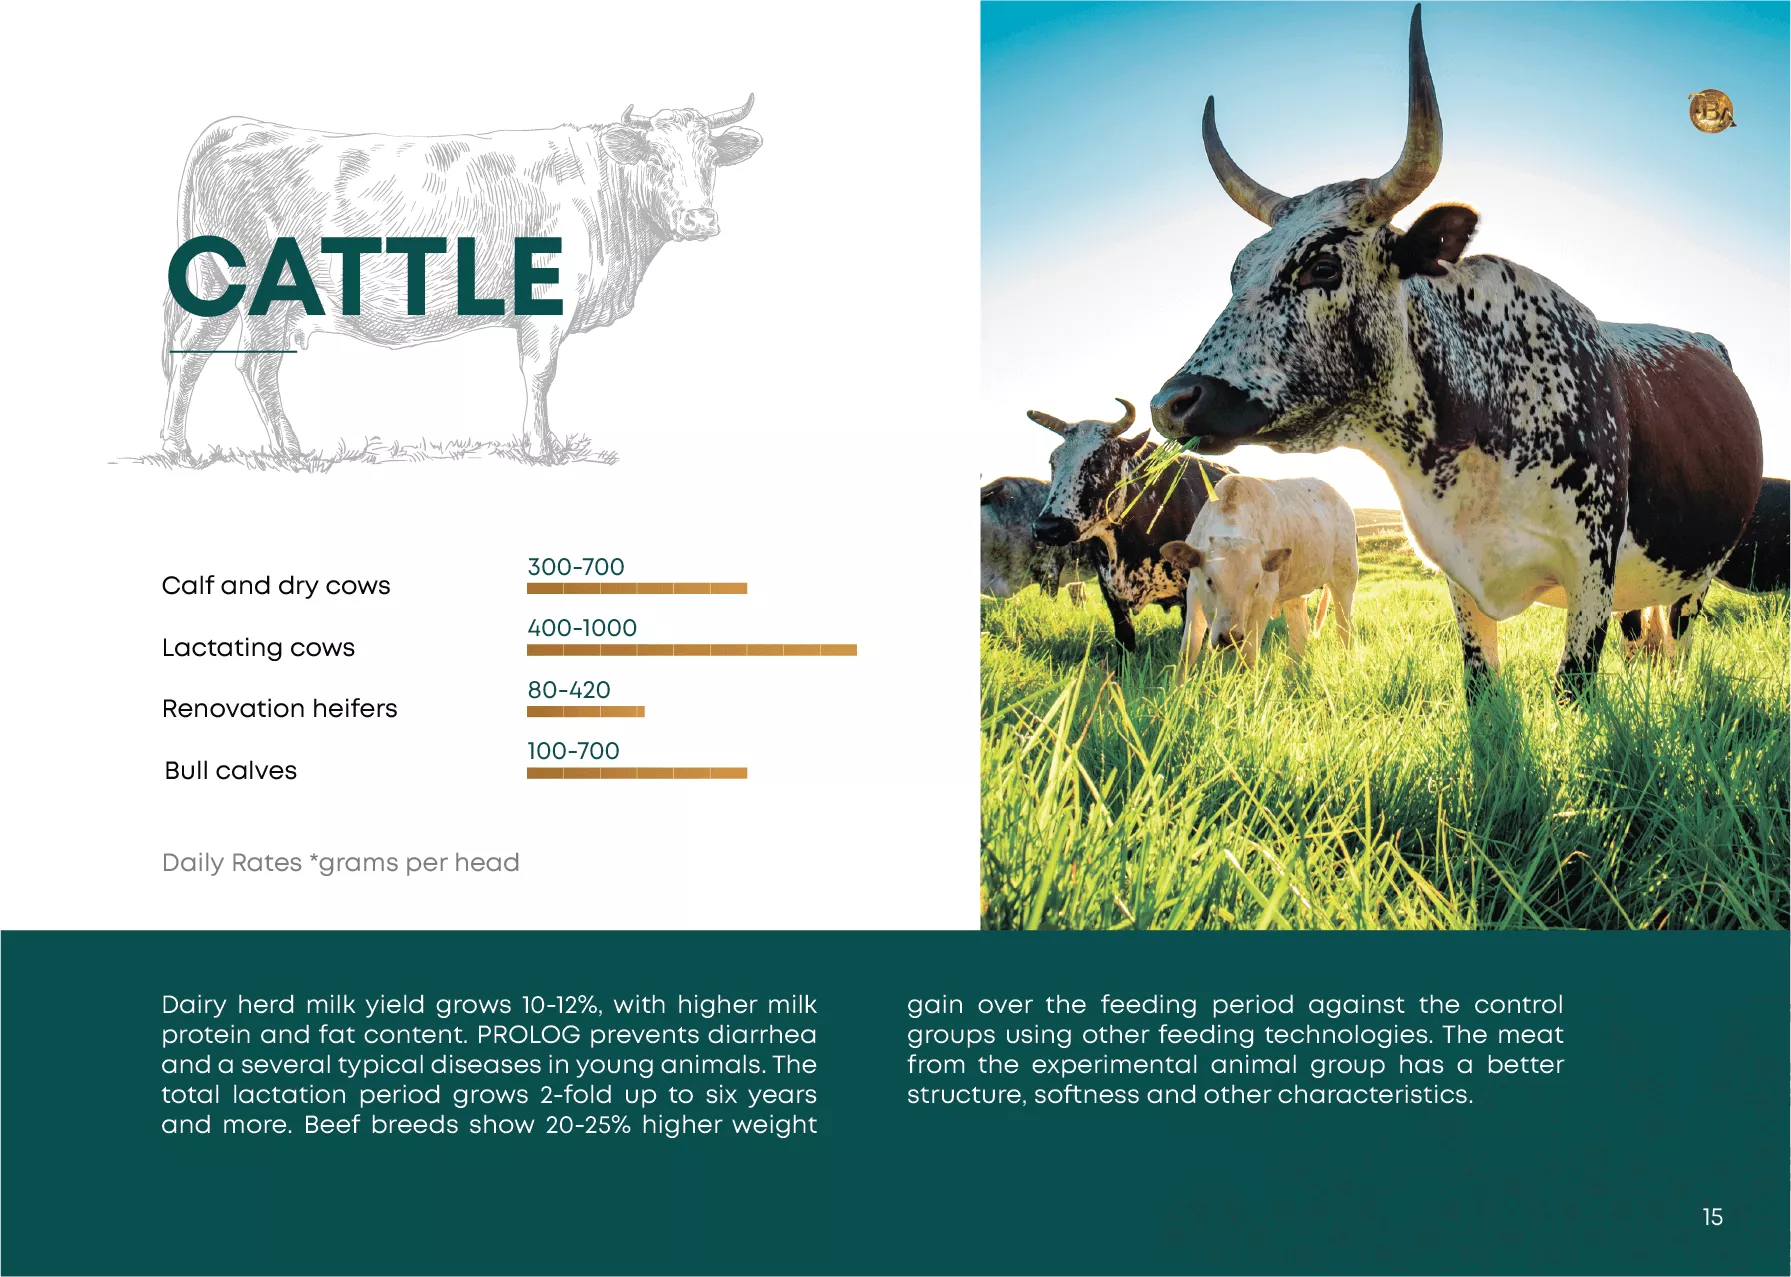 CATTLE
Calf and dry cows
300-700
Lactating cows
400-1000
Renovation heifers
80-420
Bull calves
100-700
Daily Rates *grams per head
Dairy herd milk yield grows 10-12%, with higher milk
protein and fat content. PROLOG prevents diarrhea
and a several typical diseases in young animals. The
total lactation period grows 2-fold up to six years
and more. Beef breeds show 20-25% higher weight
gain over the feeding period against the control
groups using other feeding technologies. The meat
from the experimental animal group has a better
structure, softness and other characteristics.
15